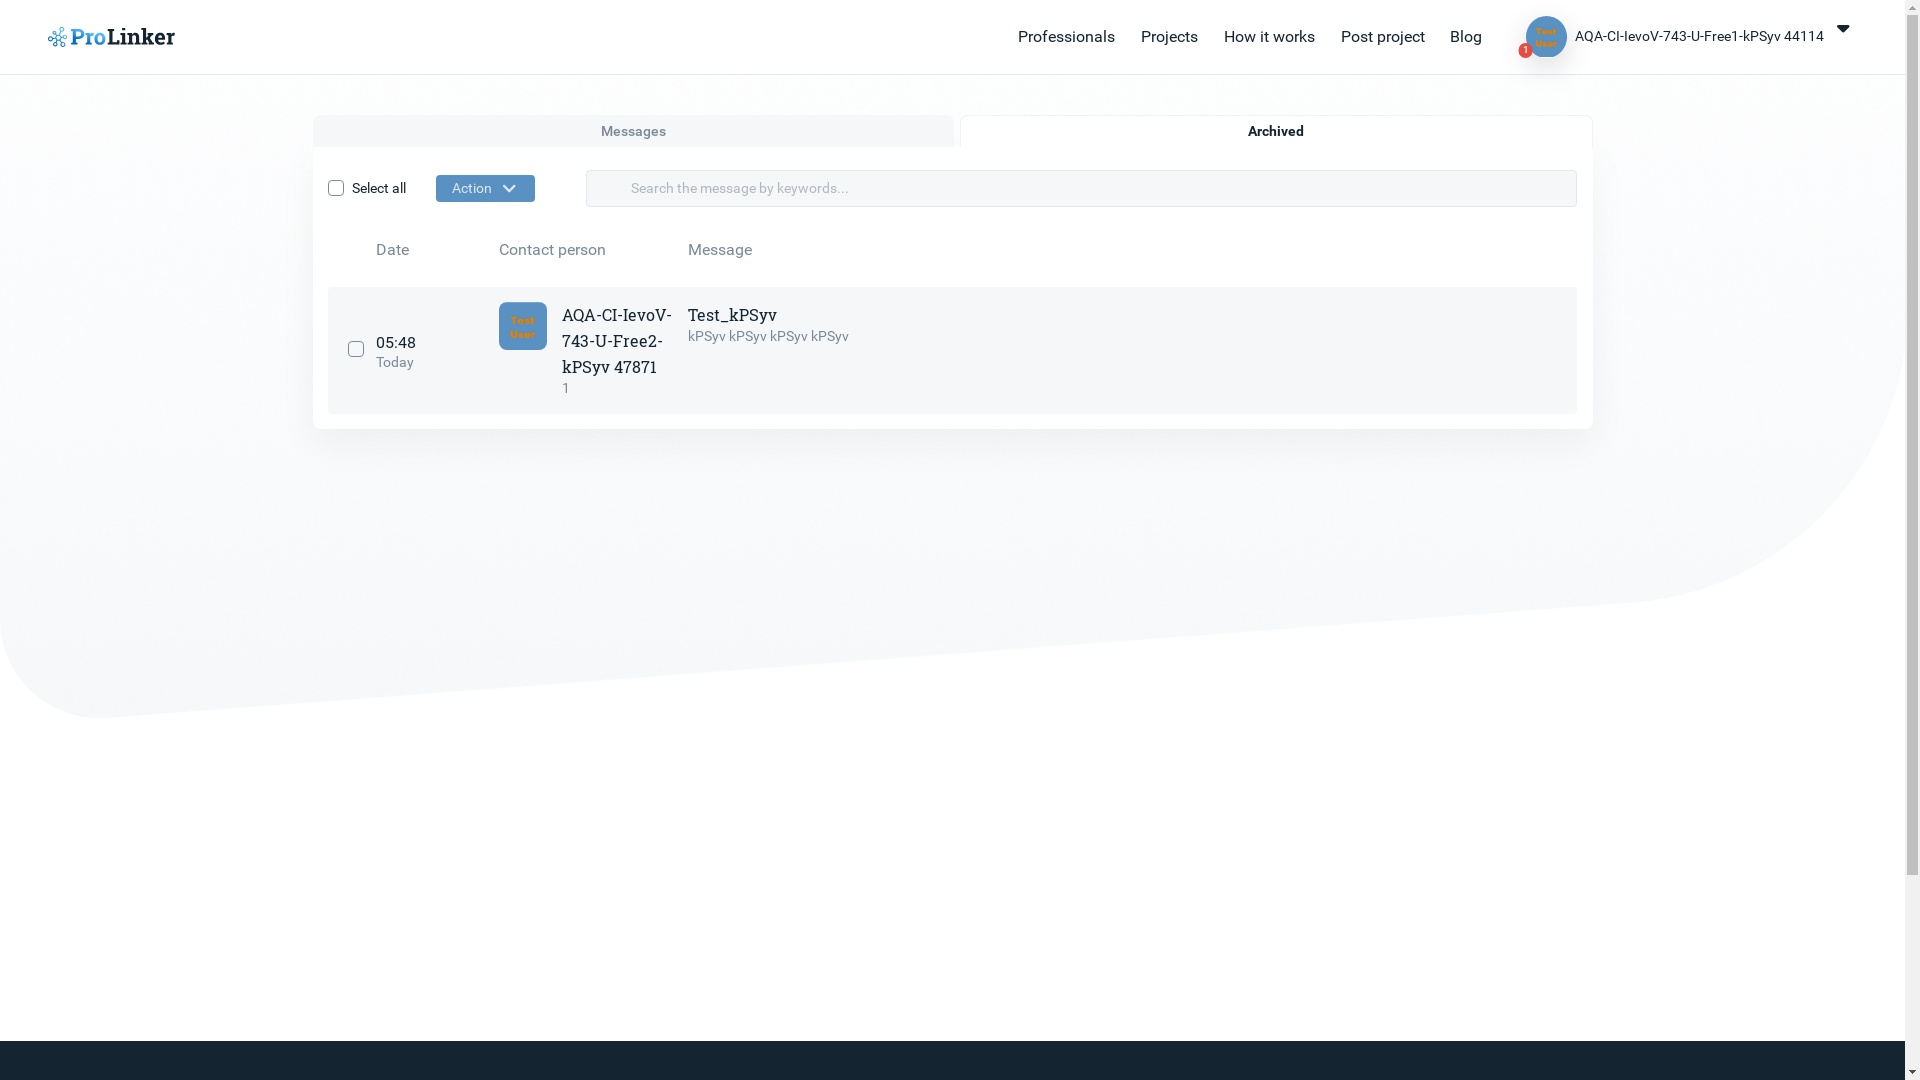 ProLinker
Professionals
Projects
How it works
Post project
Blog
Test
User
1
AQA-CI-IevoV-743-U-Free1-kPSyv 44114
Messages
Archived
Select all
Action
Search the message by keywords...
Date
Contact person
Message
05:48
Today
Test
User
AQA-CI-IevoV-
743-U-Free2-
kPSyv 47871
1
Test_kPSyv
kPSyv kPSyv kPSyv kPSyv